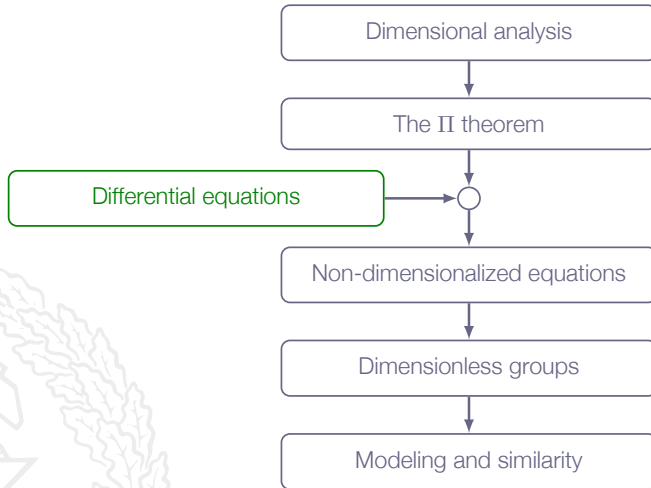 Dimensional analysis
The Π theorem
Differential equations
Non-dimensionalized equations
Dimensionless groups
Modeling and similarity